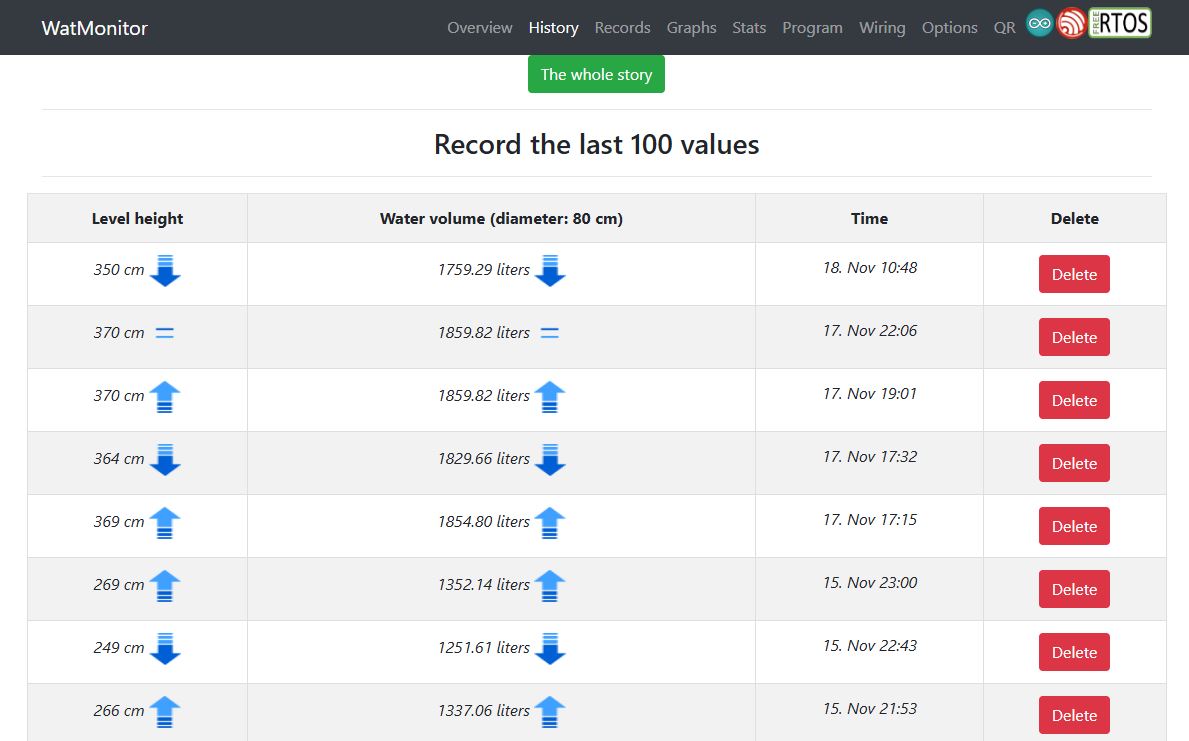 WatMonitor Overview History Records Graphs Stats Program Wiring Options QR FREE RTOS
The whole story
Record the last 100 values
Level height Water volume (diameter: 80 cm) Time Delete
350 cm 1759.29 liters 18. Nov 10:48 Delete
370 cm 1859.82 liters 17. Nov 22:06 Delete
370 cm 1859.82 liters 17. Nov 19:01 Delete
364 cm 1829.66 liters 17. Nov 17:32 Delete
369 cm 1854.80 liters 17. Nov 17:15 Delete
269 cm 1352.14 liters 15. Nov 23:00 Delete
249 cm 1251.61 liters 15. Nov 22:43 Delete
266 cm 1337.06 liters 15. Nov 21:53 Delete